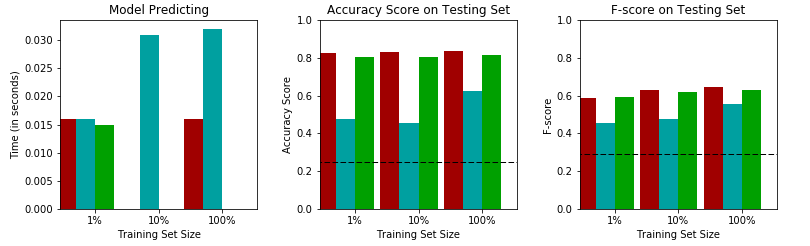 Model Predicting
Time (in seconds)
0.030
0.025
0.020
0.015
0.010
0.005
0.000
1% 10% 100%
Training Set Size
Accuracy Score on Testing Set
Accuracy Score
1.0
0.8
0.6
0.4
0.2
0.0
1% 10% 100%
Training Set Size
F-score on Testing Set
F-score
1.0
0.8
0.6
0.4
0.2
0.0
1% 10% 100%
Training Set Size